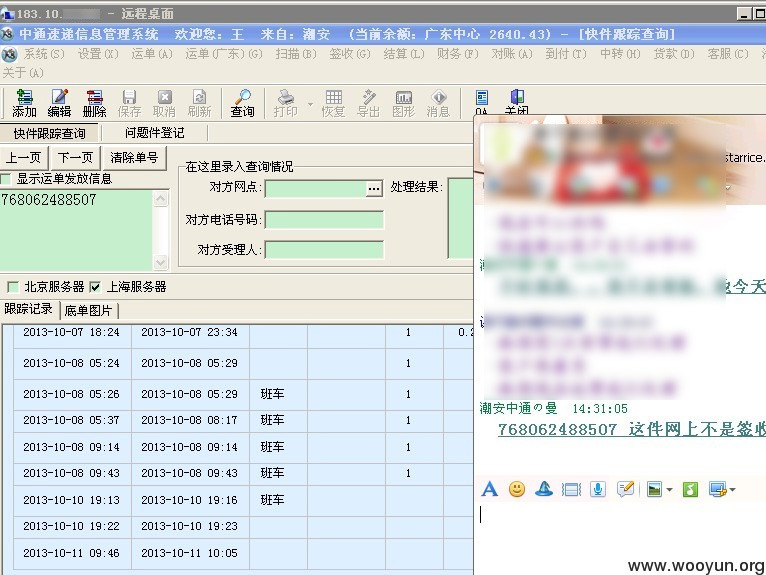 183.10. - 远程桌面
中通速递信息管理系统 欢迎您: 王 来自: 潮安 (当前余额: 广东中心 2640.43) - [快件跟踪查询]
系统(S) 设置(X) 运单(A) 运单(广东)(G) 扫描(B) 签收(G) 结算(L) 财务(F) 对账(A) 到付(T) 中转(H) 货款(D) 客服(C)
关于(A)
添加 编辑 删除 保存 取消 刷新 查询 打印 恢复 导出 图形 消息 QA 关闭
快件跟踪查询 问题件登记
上一页 下一页 清除单号
显示运单发放信息
768062488507
在这里录入查询情况
对方网点: ... 处理结果:
对方电话号码:
对方受理人:
北京服务器 上海服务器
跟踪记录 底单图片
2013-10-07 18:24 2013-10-07 23:34 1 0.2
2013-10-08 05:24 2013-10-08 05:29 1
2013-10-08 05:26 2013-10-08 05:29 班车 1
2013-10-08 05:37 2013-10-08 08:17 班车 1
2013-10-08 09:14 2013-10-08 09:14 班车 1
2013-10-08 09:43 2013-10-08 09:43 班车 1
2013-10-10 19:13 2013-10-10 19:16 班车
2013-10-10 19:22 2013-10-10 19:23
2013-10-11 09:46 2013-10-11 10:05
starrice.
他今天
潮安中通の曼 14:31:05
768062488507 这件网上不是签收
www.wooyun.org